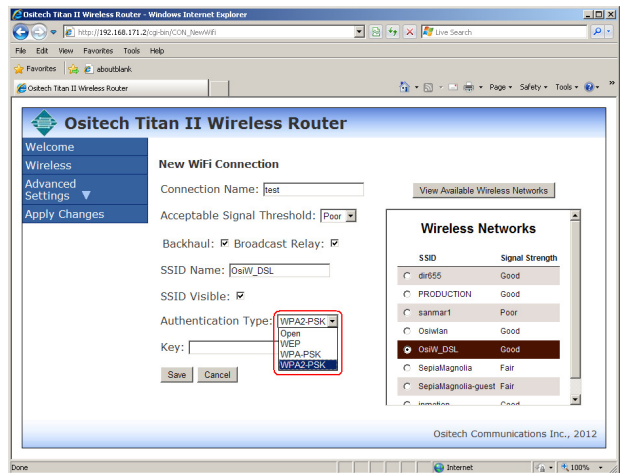 Ositech Titan II Wireless Router - Windows Internet Explorer
http://192.168.171.2/cgi-bin/CON_NewWifi
Live Search
File Edit View Favorites Tools Help
Favorites aboutblank
Ositech Titan II Wireless Router
Page Safety Tools
Ositech Titan II Wireless Router
Welcome
Wireless
Advanced
Settings ▼
Apply Changes
New WiFi Connection
Connection Name: test
Acceptable Signal Threshold: Poor
Backhaul: Broadcast Relay:
SSID Name: OsiW_DSL
SSID Visible:
Authentication Type: WPA2-PSK
Open
WEP
WPA-PSK
WPA2-PSK
Key:
Save Cancel
View Available Wireless Networks
Wireless Networks
SSID Signal Strength
dir655 Good
PRODUCTION Good
sanmar1 Poor
Osiwlan Good
OsiW_DSL Good
SepiaMagnolia Fair
SepiaMagnolia-guest Fair
inmotion Good
Ositech Communications Inc., 2012
Done Internet 100%